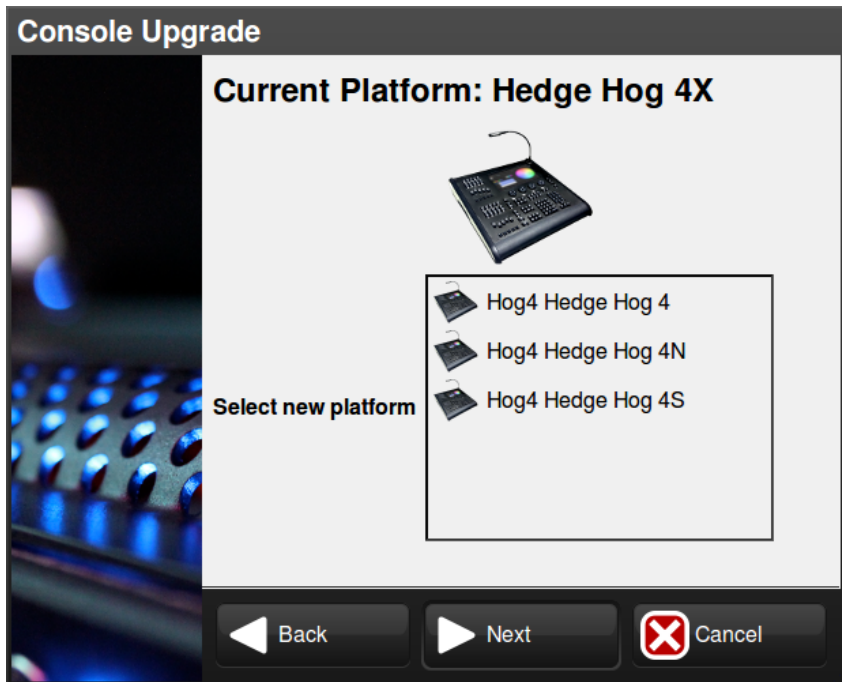 Console Upgrade
Current Platform: Hedge Hog 4X
Hog4 Hedge Hog 4
Hog4 Hedge Hog 4N
Select new platform
Hog4 Hedge Hog 4S
Back
Next
Cancel